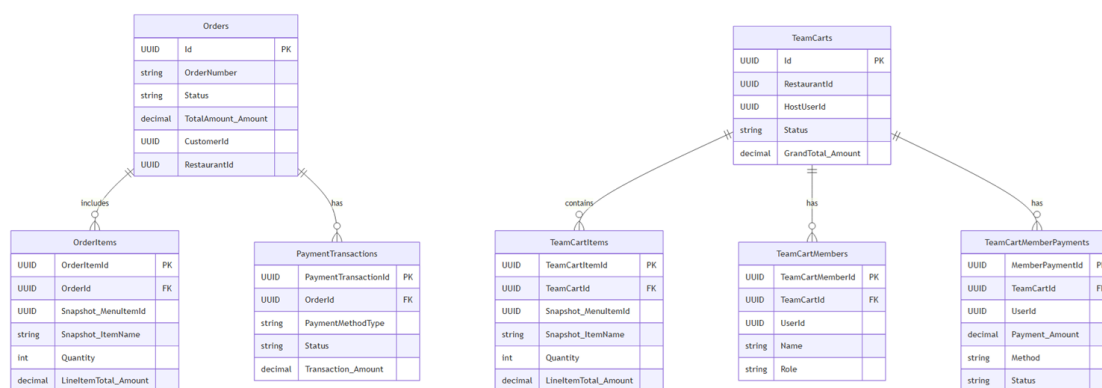 Orders
UUID Id PK
string OrderNumber
string Status
decimal TotalAmount_Amount
UUID CustomerId
UUID RestaurantId
includes
has
OrderItems
UUID OrderItemId PK
UUID OrderId FK
UUID Snapshot_MenuItemId
string Snapshot_ItemName
int Quantity
decimal LineItemTotal_Amount
PaymentTransactions
UUID PaymentTransactionId PK
UUID OrderId FK
string PaymentMethodType
string Status
decimal Transaction_Amount
TeamCarts
UUID Id PK
UUID RestaurantId
UUID HostUserId
string Status
decimal GrandTotal_Amount
contains
has
has
TeamCartItems
UUID TeamCartItemId PK
UUID TeamCartId FK
UUID Snapshot_MenuItemId
string Snapshot_ItemName
int Quantity
decimal LineItemTotal_Amount
TeamCartMembers
UUID TeamCartMemberId PK
UUID TeamCartId FK
UUID UserId
string Name
string Role
TeamCartMemberPayments
UUID MemberPaymentId
UUID TeamCartId
UUID UserId
decimal Payment_Amount
string Method
string Status